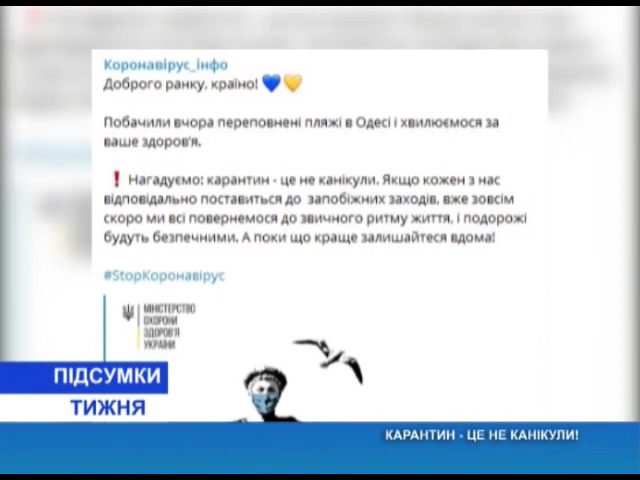 Коронавірус_інфо
Доброго ранку, країно! 💙💛
Побачили вчора переповнені пляжі в Одесі і хвилюємося за
ваше здоров'я.
❗ Нагадуємо: карантин - це не канікули. Якщо кожен з нас
відповідально поставиться до запобіжних заходів, вже зовсім
скоро ми всі повернемося до звичного ритму життя, і подорожі
будуть безпечними. А поки що краще залишайтеся вдома!
#StopКоронавірус
МІНІСТЕРСТВО
ОХОРОНИ
ЗДОРОВ'Я
УКРАЇНИ
ПІДСУМКИ
ТИЖНЯ
КАРАНТИН - ЦЕ НЕ КАНІКУЛИ!